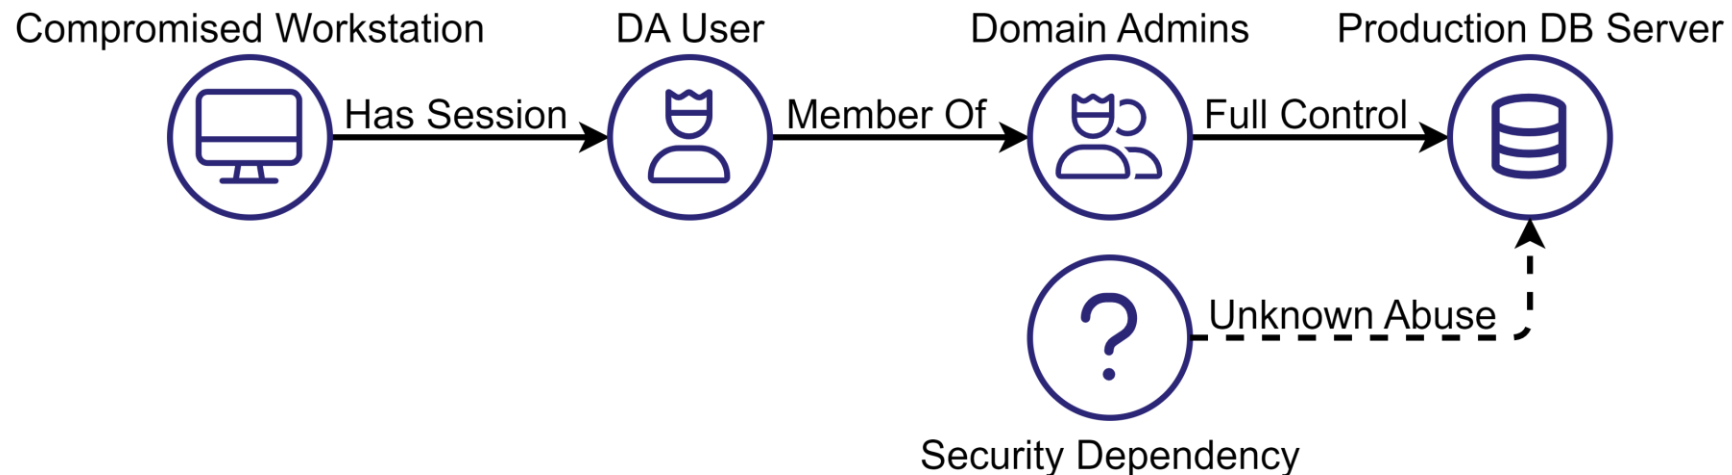 Compromised Workstation
DA User
Domain Admins
Production DB Server
Has Session
Member Of
Full Control
?
Unknown Abuse
Security Dependency